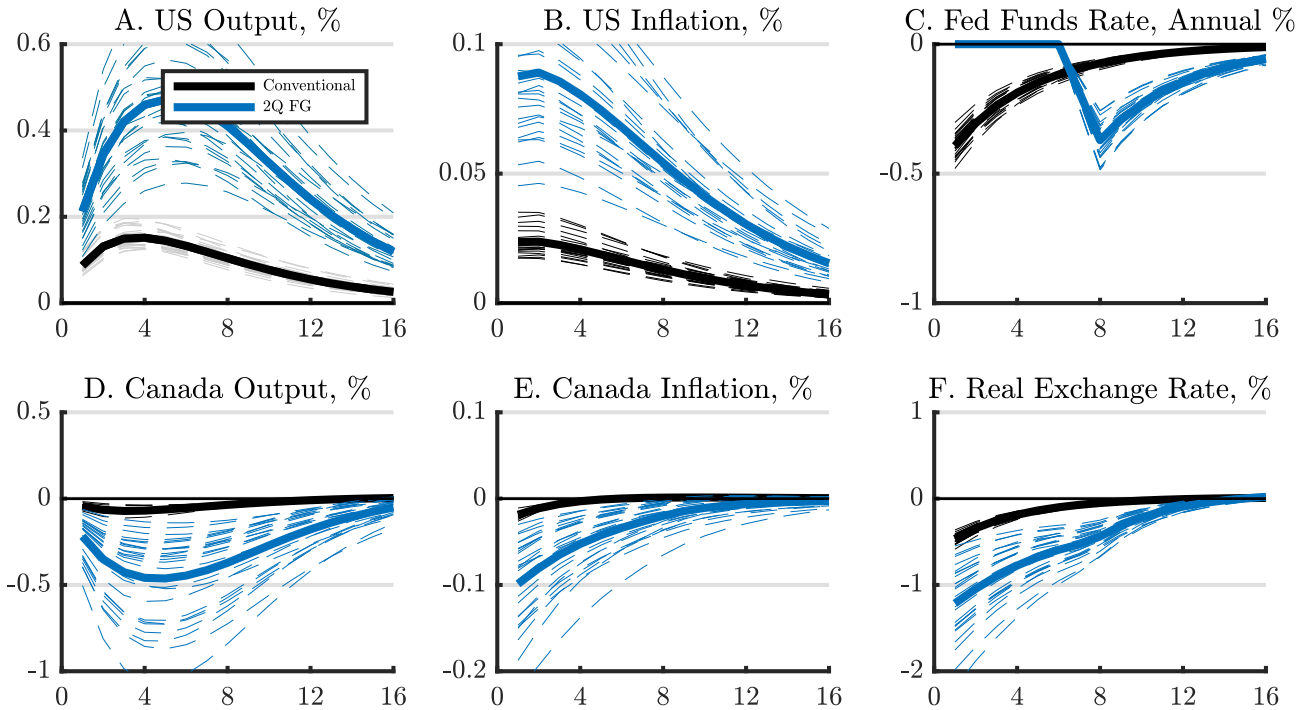 A. US Output, %
B. US Inflation, %
C. Fed Funds Rate, Annual %
0.6
0.4
0.2
0
0 4 8 12 16
Conventional
2Q FG
0.1
0.05
0
0 4 8 12 16
0
-0.5
-1
0 4 8 12 16
D. Canada Output, %
E. Canada Inflation, %
F. Real Exchange Rate, %
0.5
0
-0.5
-1
0 4 8 12 16
0.1
0
-0.1
-0.2
0 4 8 12 16
1
0
-1
-2
0 4 8 12 16